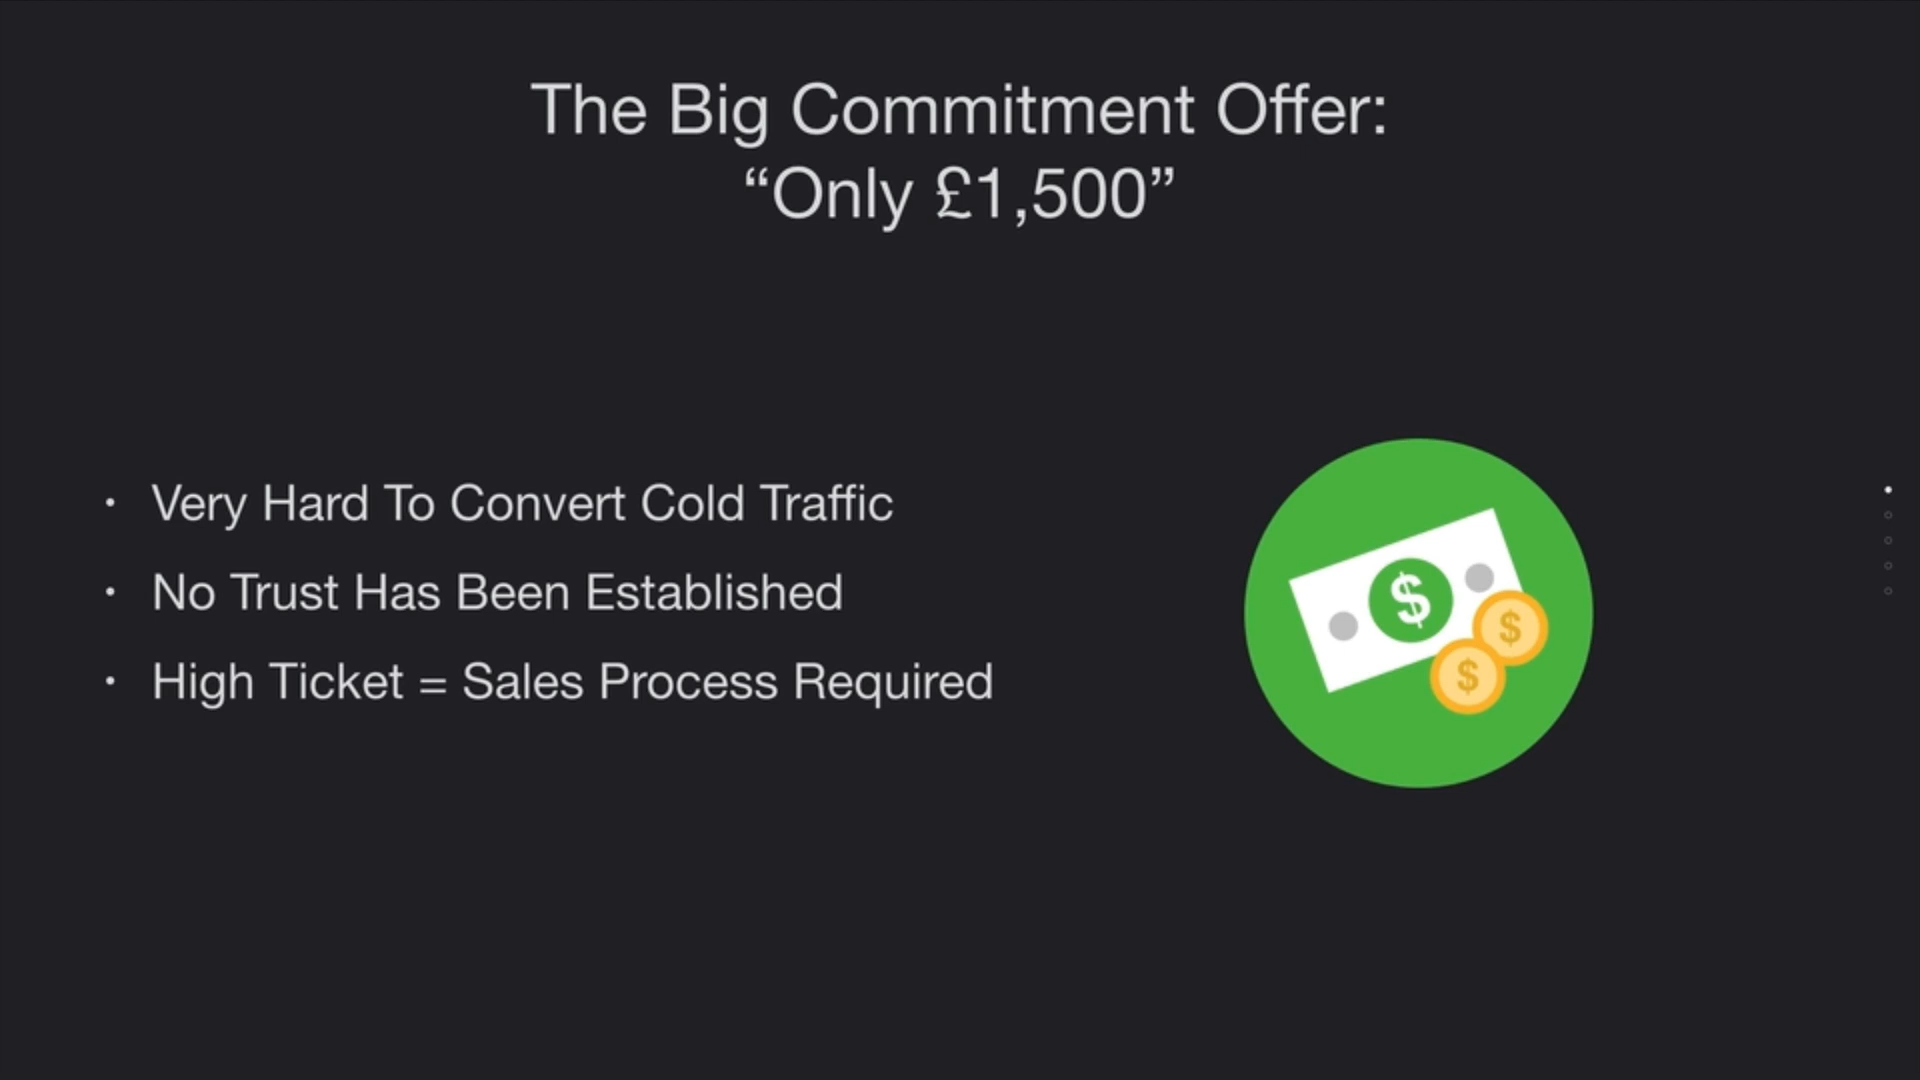 The Big Commitment Offer:
“Only £1,500”
• Very Hard To Convert Cold Traffic
• No Trust Has Been Established
• High Ticket = Sales Process Required
$
$
$